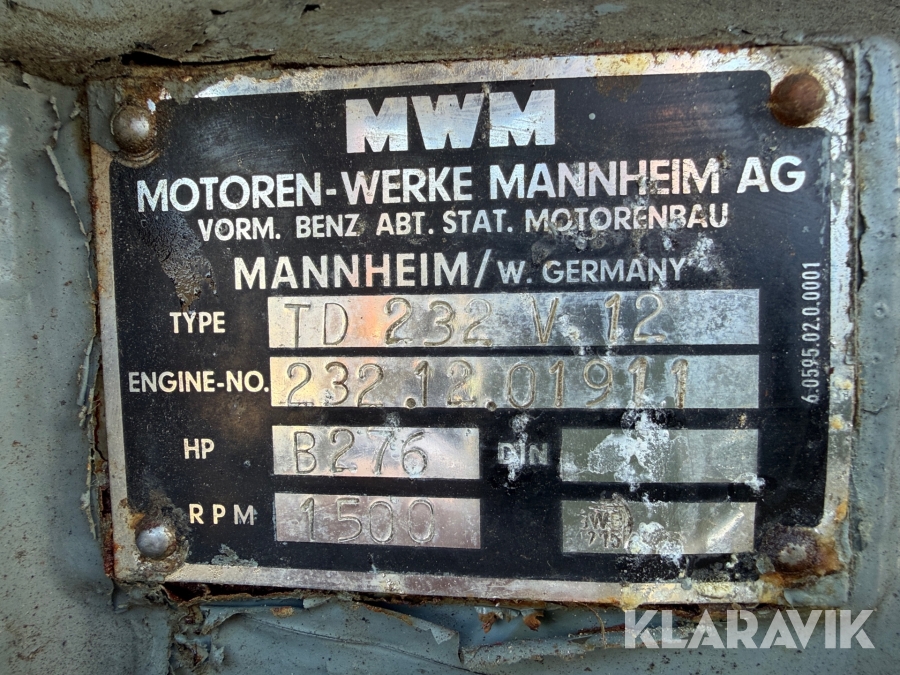 MWM
MOTOREN-WERKE MANNHEIM AG
VORM. BENZ ABT. STAT. MOTORENBAU
MANNHEIM/W. GERMANY
TYPE TD 232 V 12
ENGINE-NO. 232.12.01911
HP B276 DIN
RPM 1500
6.0595.02.0.0001
KLARAVIK